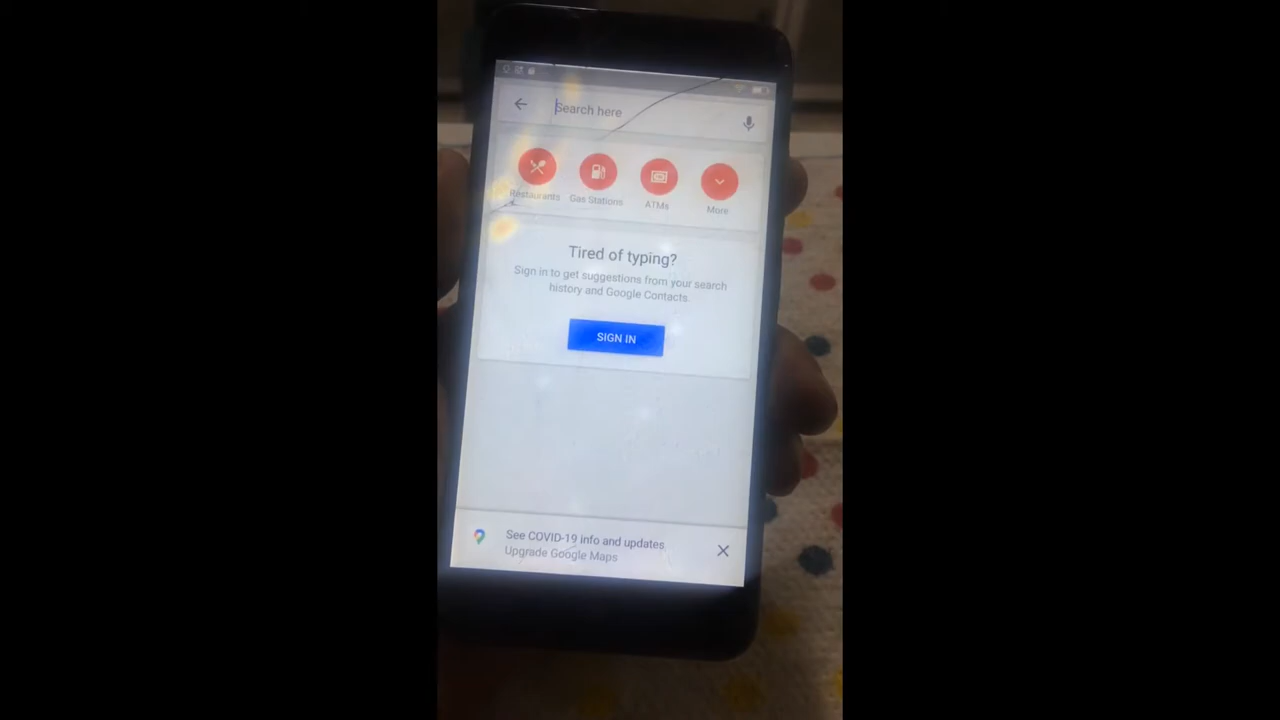 Search here
Restaurants
Gas Stations
ATMs
More
Tired of typing?
Sign in to get suggestions from your search
history and Google Contacts.
SIGN IN
See COVID-19 info and updates
Upgrade Google Maps